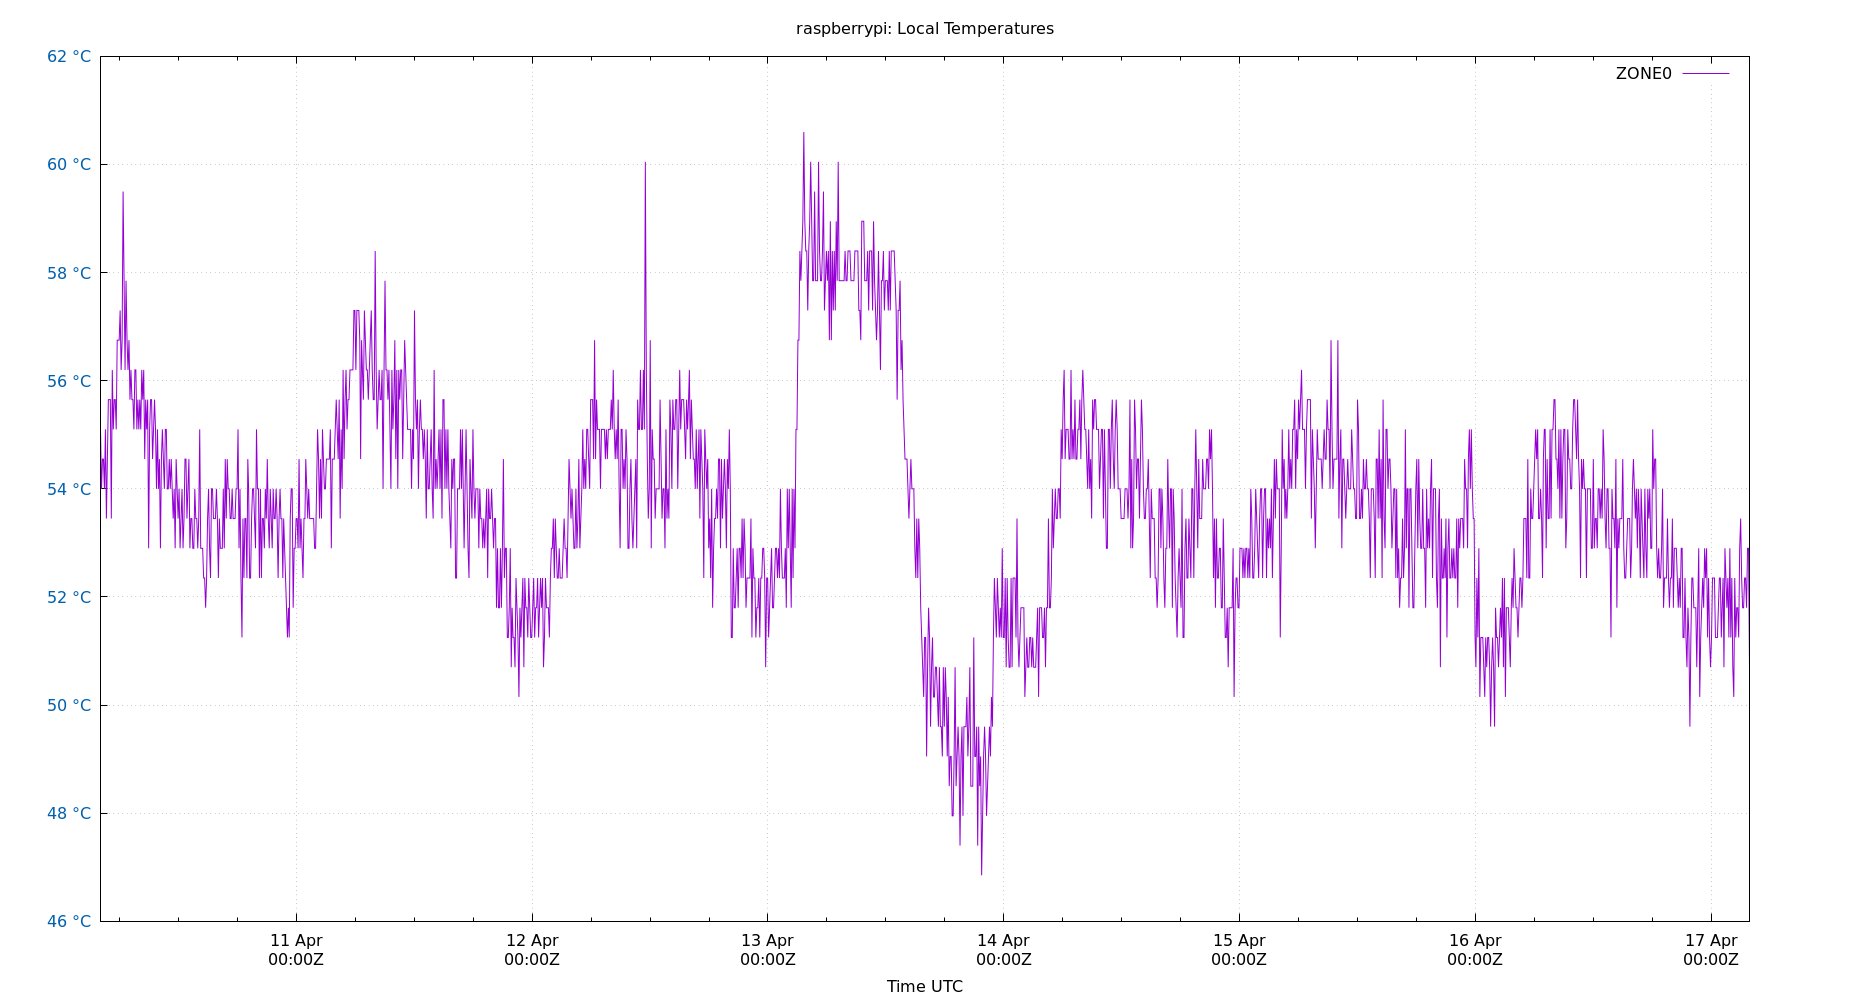 raspberrypi: Local Temperatures
62 °C
ZONE0
60 °C
58 °C
56 °C
54 °C
52 °C
50 °C
48 °C
46 °C
11 Apr 12 Apr 13 Apr 14 Apr 15 Apr 16 Apr 17 Apr
00:00Z 00:00Z 00:00Z 00:00Z 00:00Z 00:00Z 00:00Z
Time UTC